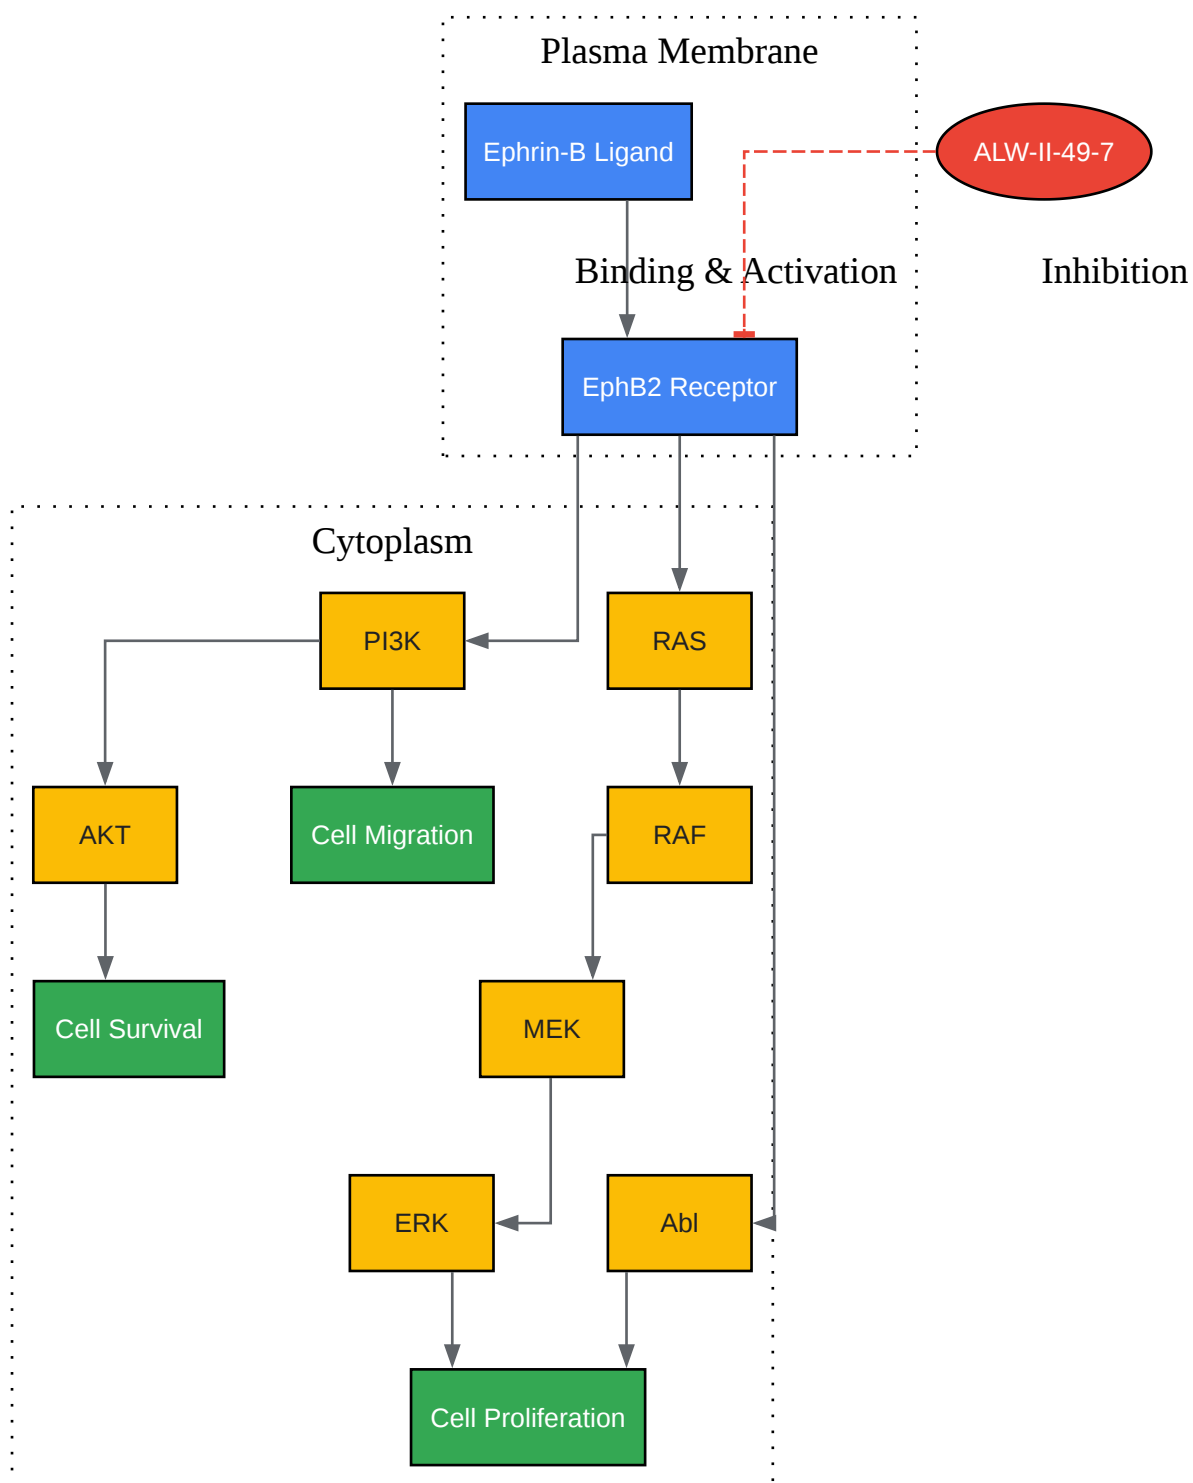 Plasma Membrane
Ephrin-B Ligand
ALW-II-49-7
Binding & Activation
Inhibition
EphB2 Receptor
Cytoplasm
PI3K
RAS
AKT
Cell Migration
RAF
Cell Survival
MEK
ERK
Abl
Cell Proliferation